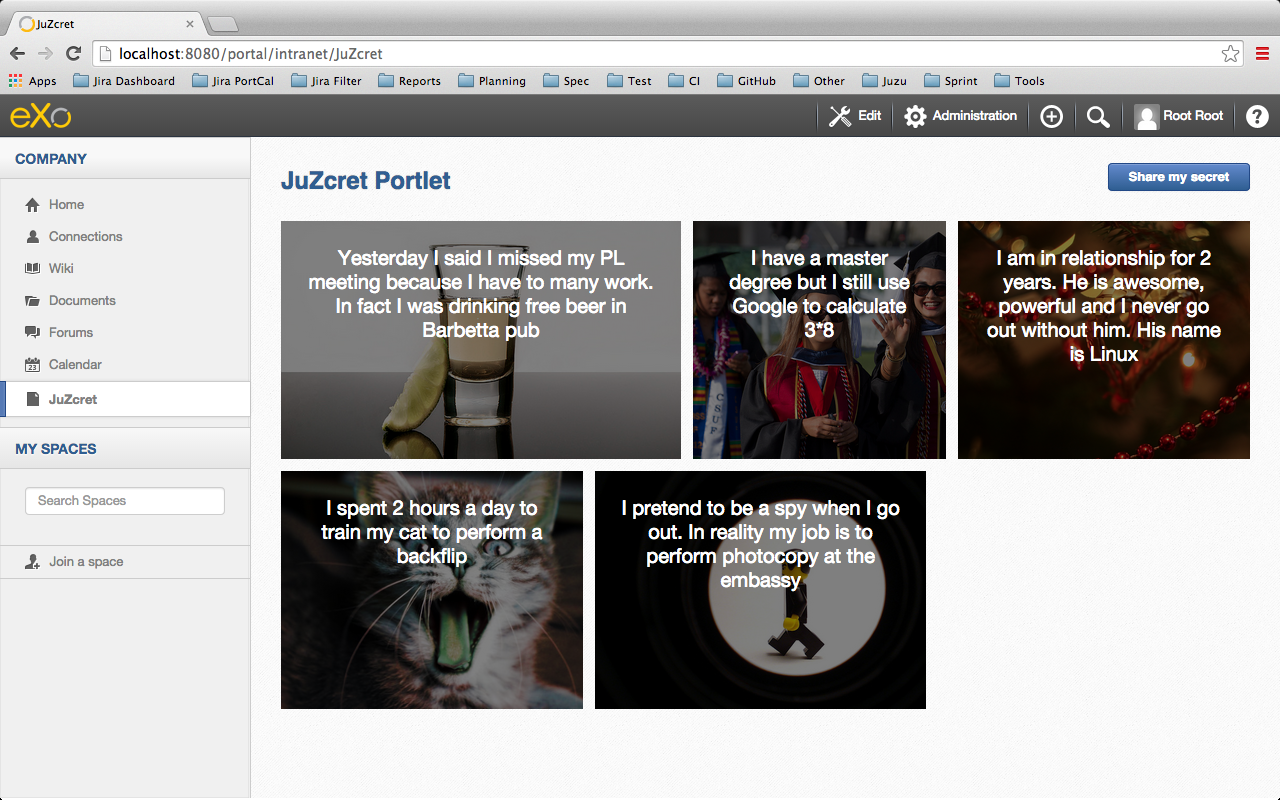 JuZcret
localhost:8080/portal/intranet/JuZcret
Apps Jira Dashboard Jira PortCal Jira Filter Reports Planning Spec Test CI GitHub Other Juzu Sprint Tools
eXo Edit Administration Root Root ?
COMPANY
Home
Connections
Wiki
Documents
Forums
23 Calendar
JuZcret
MY SPACES
Search Spaces
Join a space
JuZcret Portlet
Share my secret
Yesterday I said I missed my PL
meeting because I have to many work.
In fact I was drinking free beer in
Barbetta pub
I have a master
degree but I still use
Google to calculate
3*8
CSUF
I am in relationship for 2
years. He is awesome,
powerful and I never go
out without him. His name
is Linux
I spent 2 hours a day to
train my cat to perform a
backflip
I pretend to be a spy when I go
out. In reality my job is to
perform photocopy at the
embassy